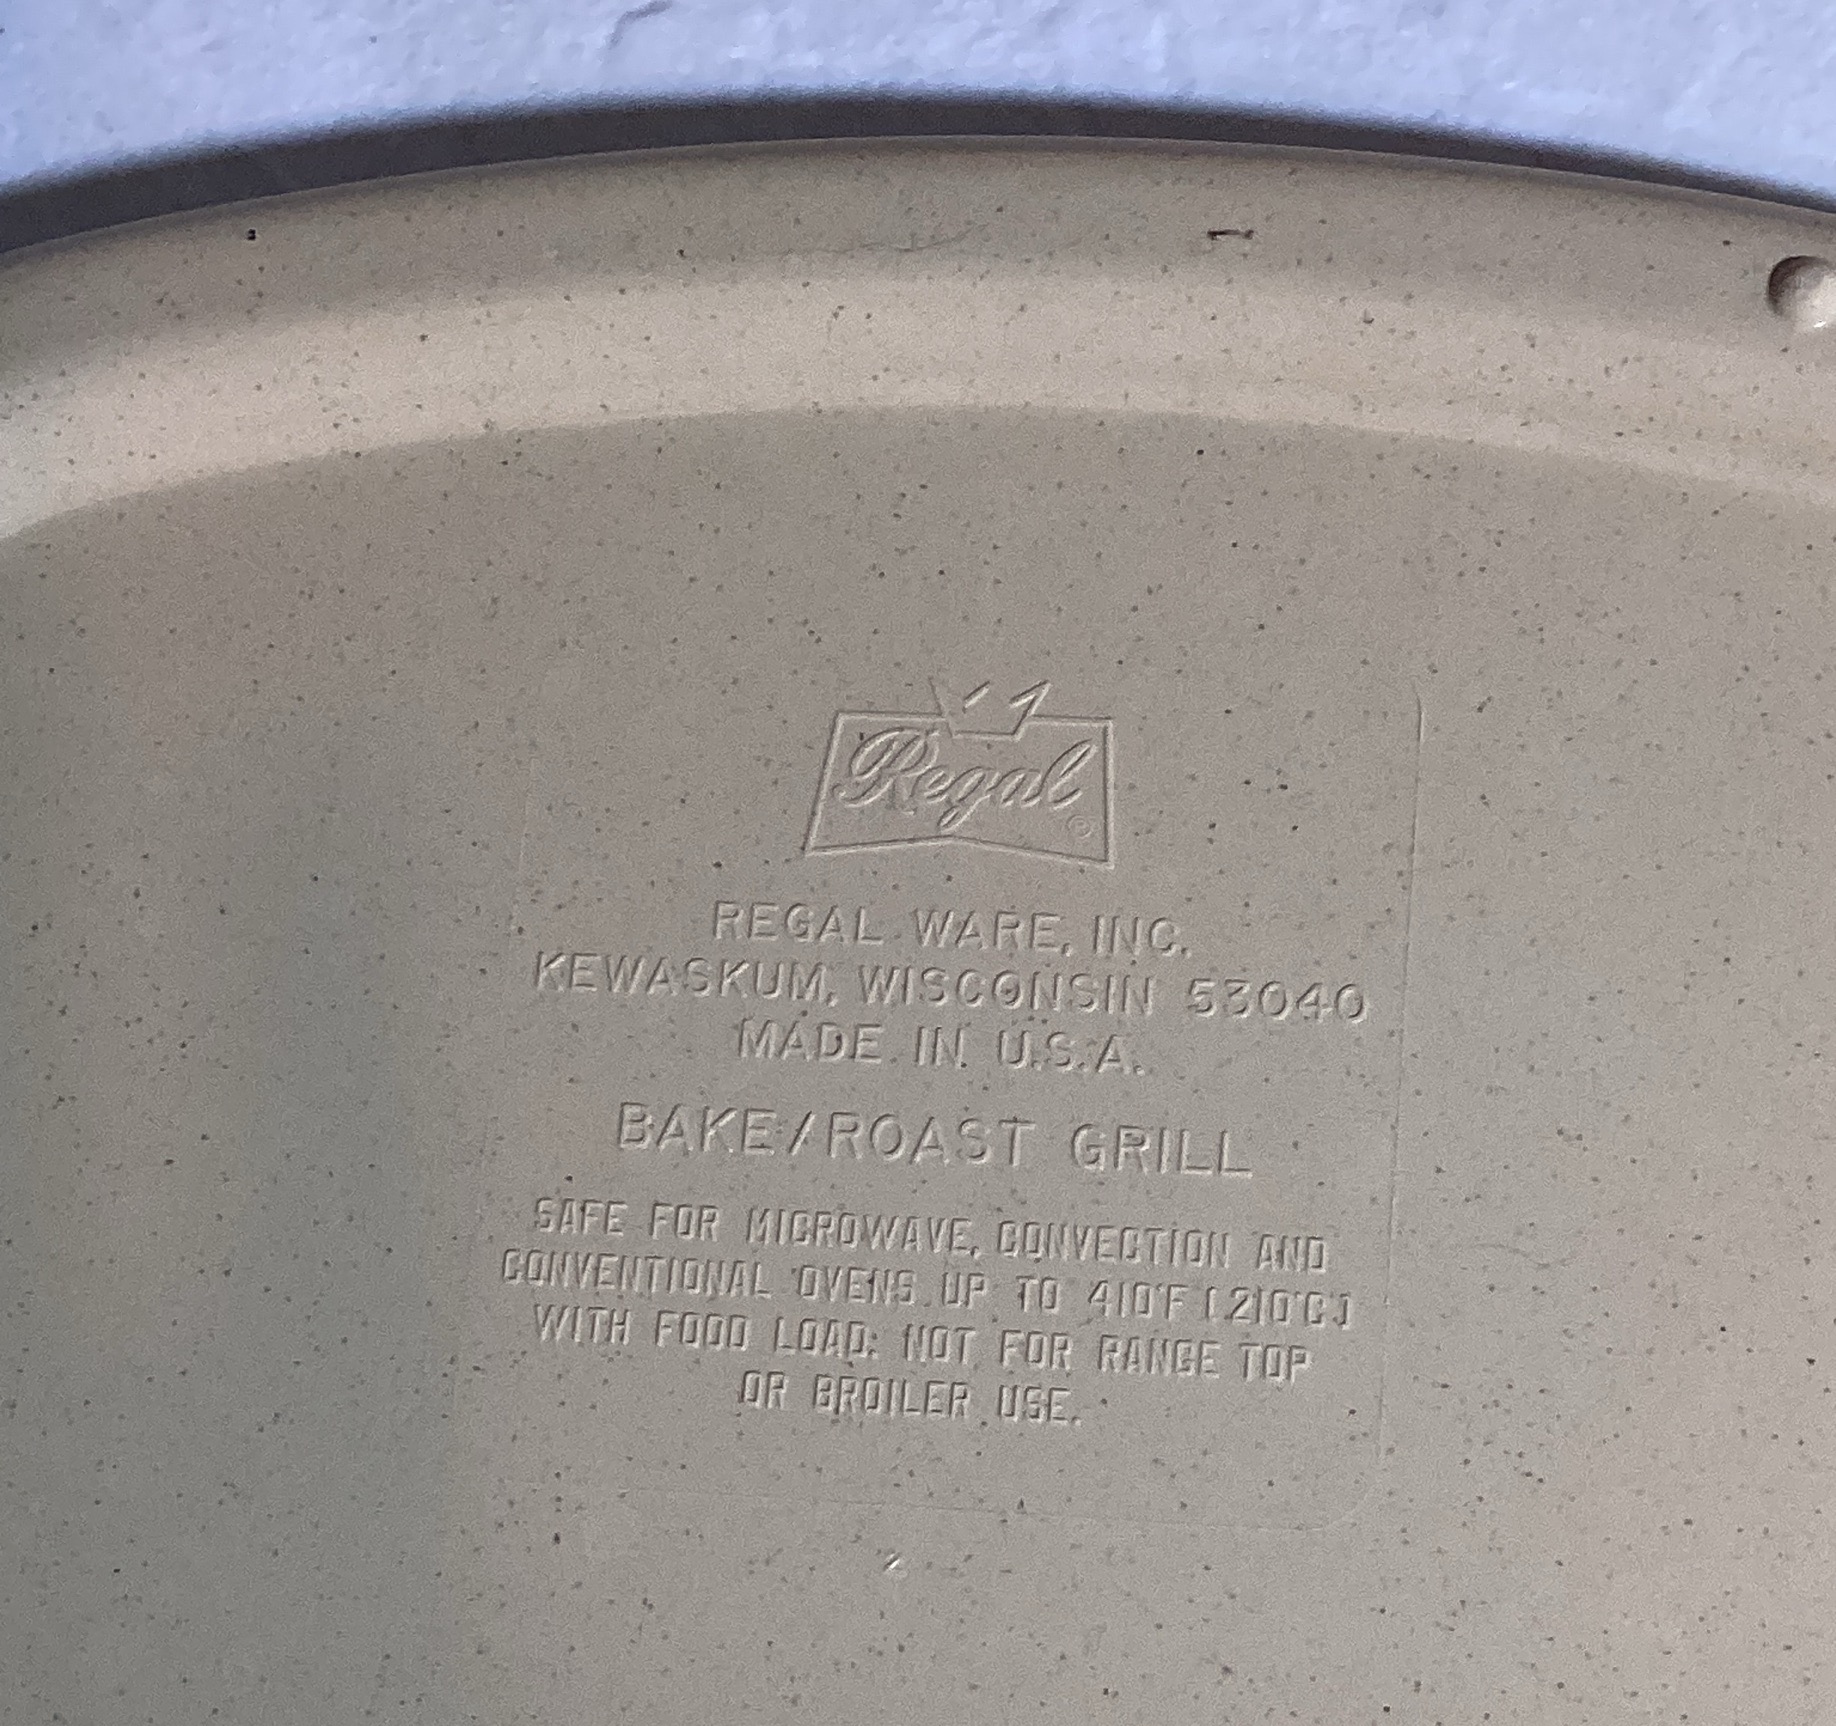 Regal ®
REGAL WARE, INC.
KEWASKUM, WISCONSIN 53040
MADE IN U.S.A.
BAKE/ROAST GRILL
SAFE FOR MICROWAVE, CONVECTION AND
CONVENTIONAL OVENS UP TO 410°F (210°C)
WITH FOOD LOAD: NOT FOR RANGE TOP
OR BROILER USE.
2